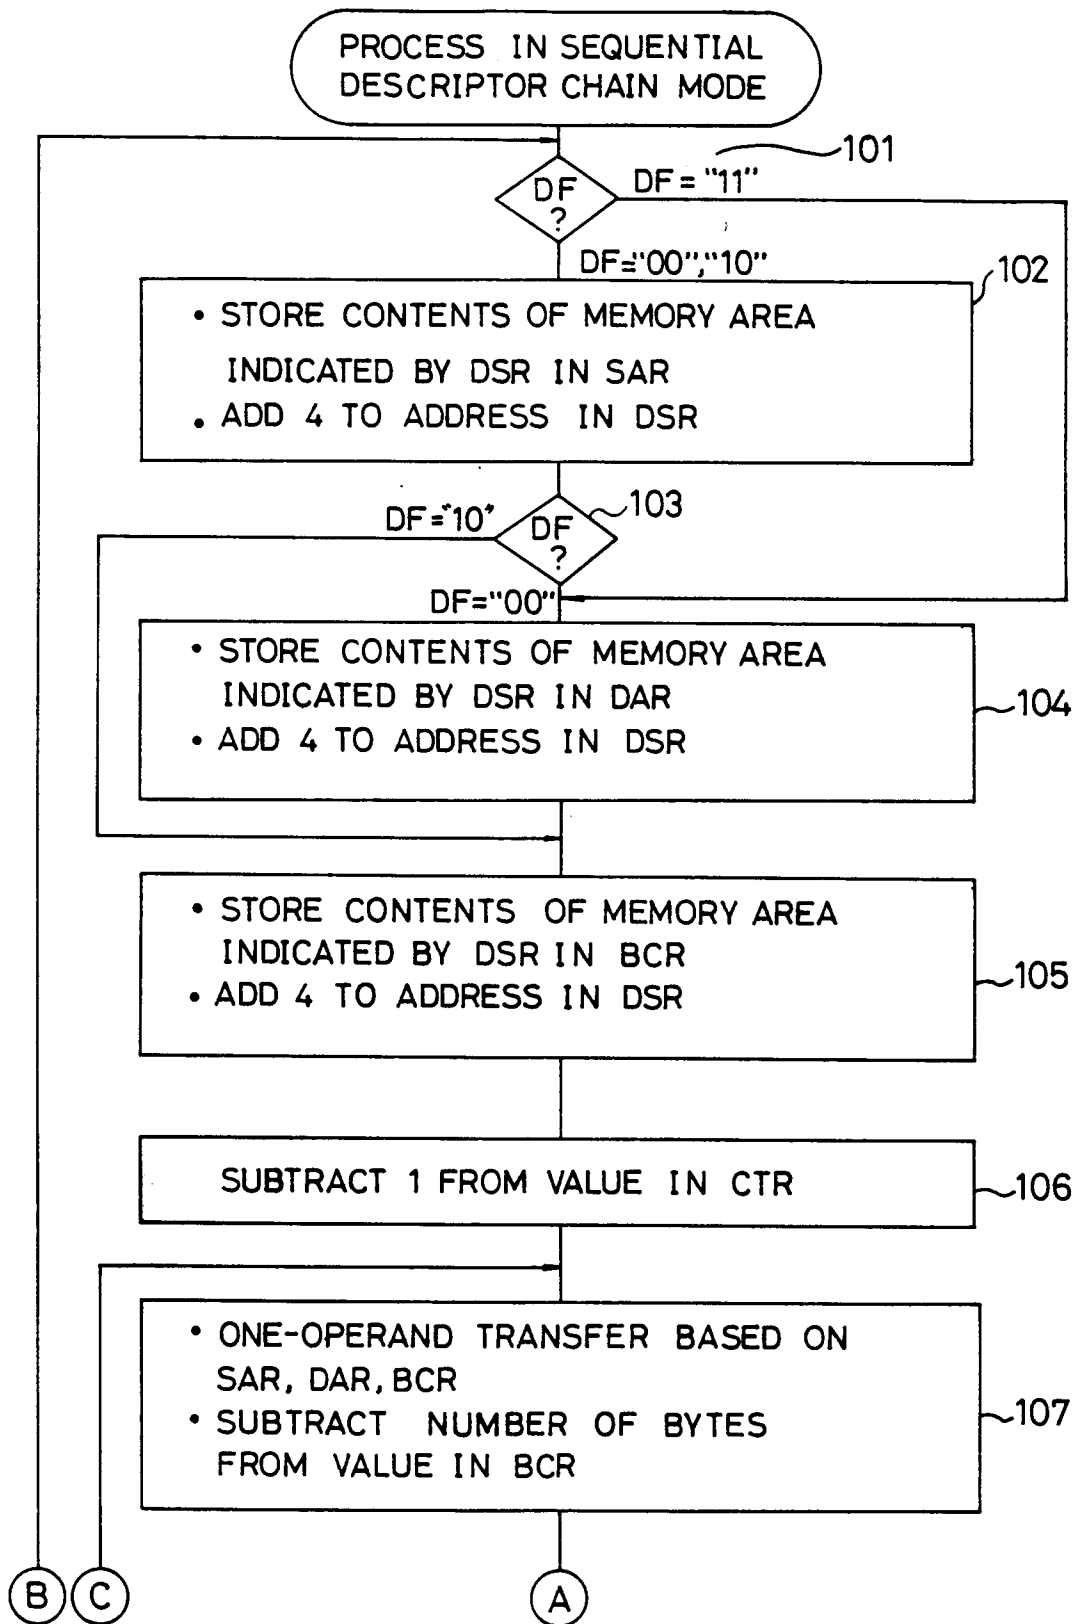 PROCESS IN SEQUENTIAL
DESCRIPTOR CHAIN MODE
101
DF
?
DF="11"
DF="00","10"
102
• STORE CONTENTS OF MEMORY AREA
INDICATED BY DSR IN SAR
• ADD 4 TO ADDRESS IN DSR
DF="10"
DF
?
103
DF="00"
• STORE CONTENTS OF MEMORY AREA
INDICATED BY DSR IN DAR
• ADD 4 TO ADDRESS IN DSR
104
• STORE CONTENTS OF MEMORY AREA
INDICATED BY DSR IN BCR
• ADD 4 TO ADDRESS IN DSR
105
SUBTRACT 1 FROM VALUE IN CTR
106
• ONE-OPERAND TRANSFER BASED ON
SAR, DAR, BCR
• SUBTRACT NUMBER OF BYTES
FROM VALUE IN BCR
107
B
C
A